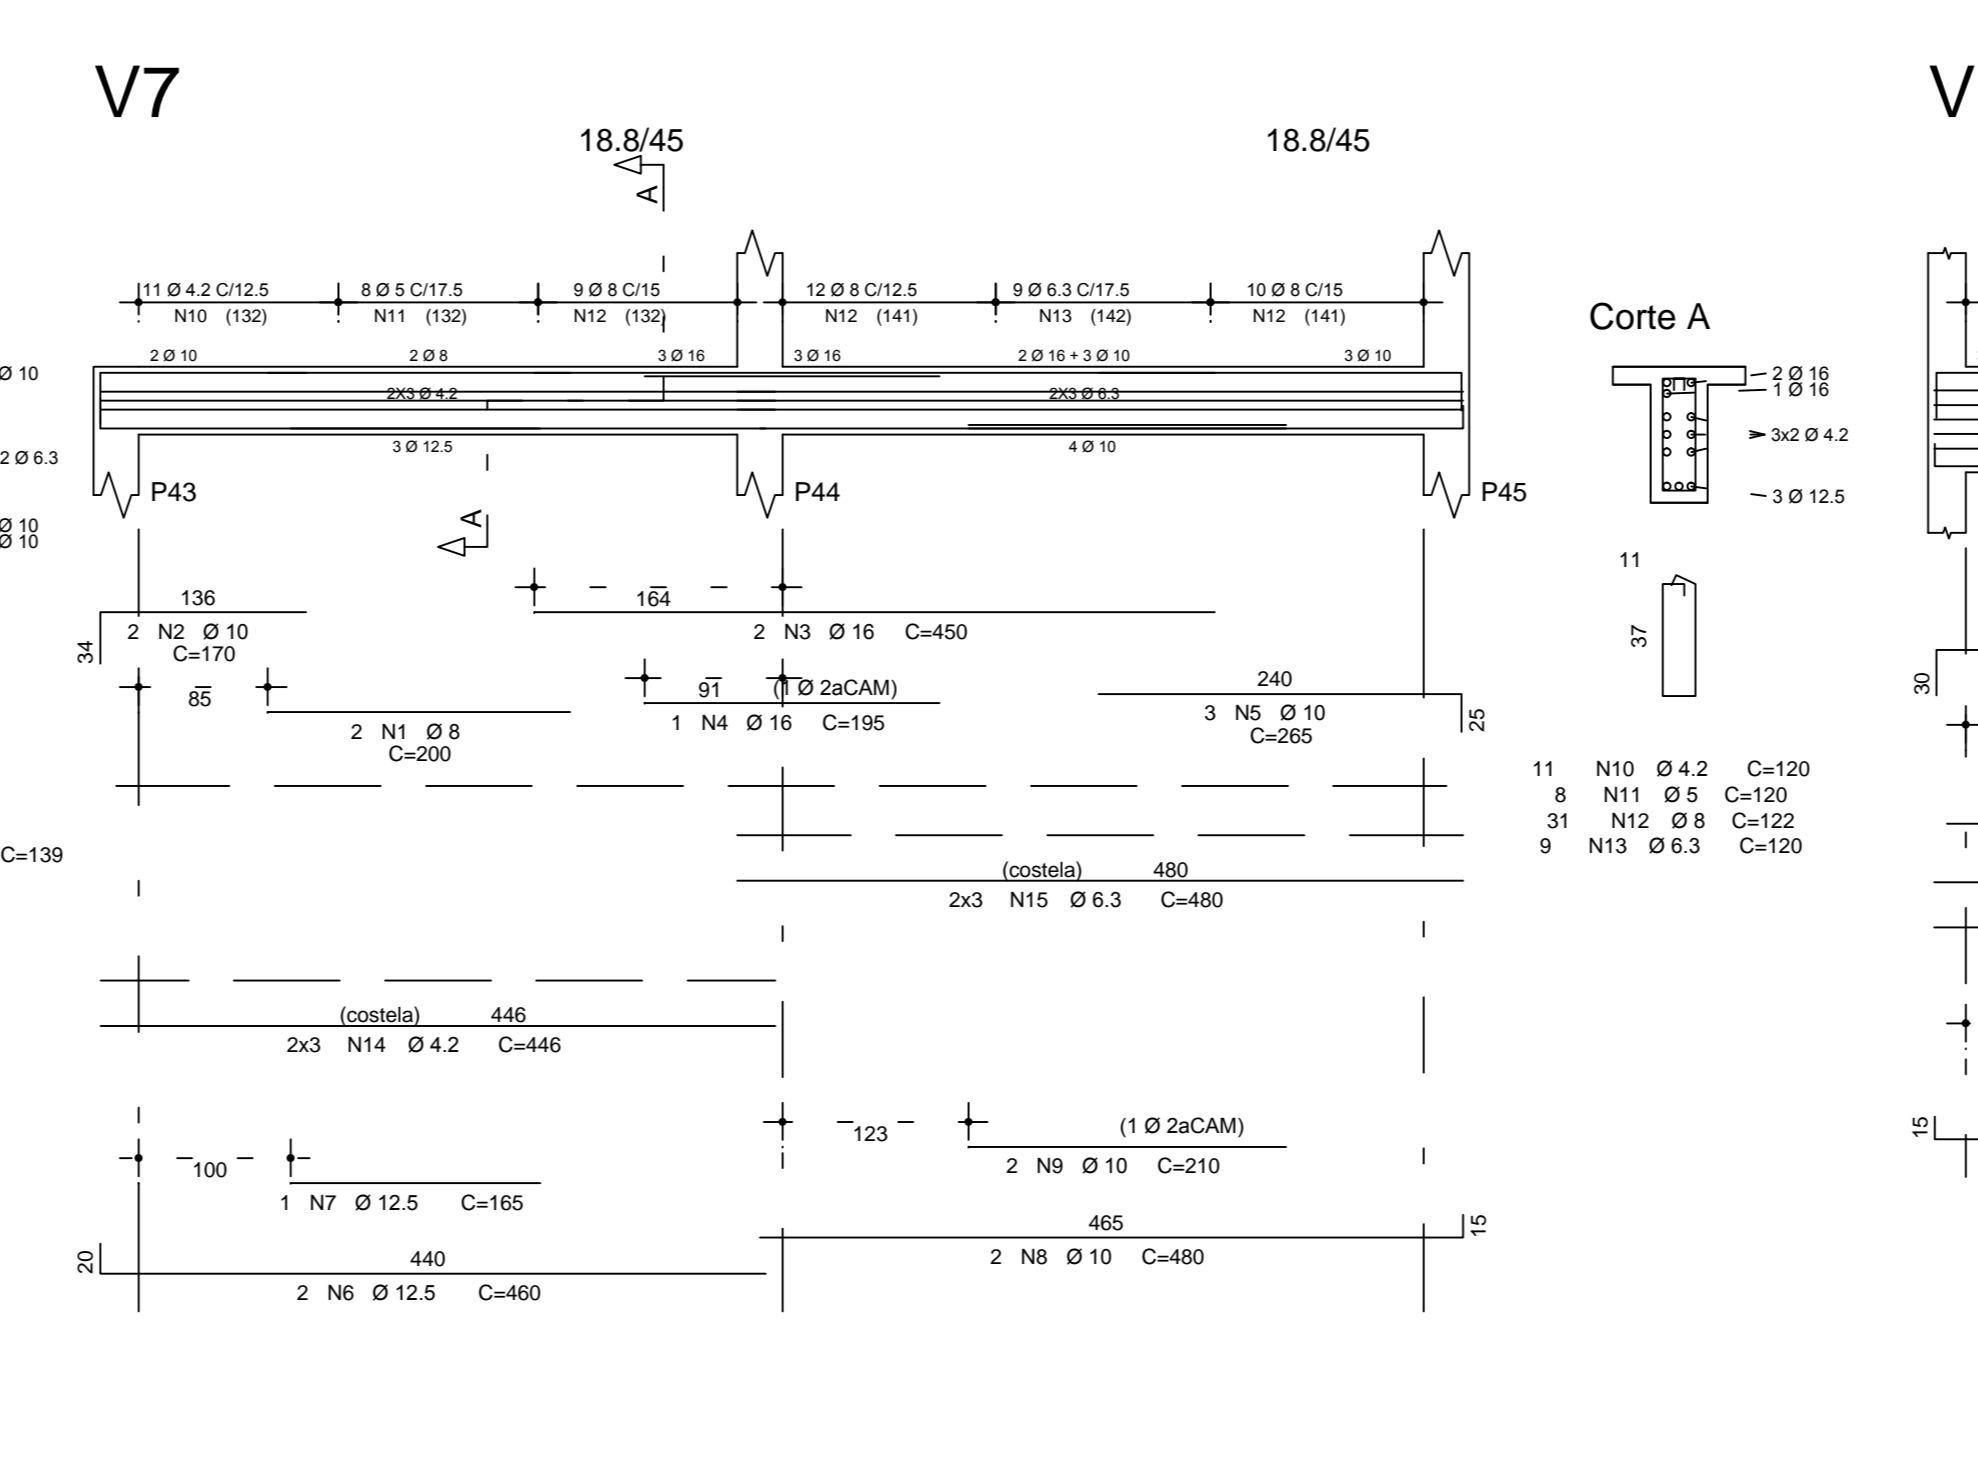 V7
V
18.8/45 18.8/45
A
11 Ø 4.2 C/12.5 8 Ø 5 C/17.5 9 Ø 8 C/15 12 Ø 8 C/12.5 9 Ø 6.3 C/17.5 10 Ø 8 C/15
N10 (132) N11 (132) N12 (132) N12 (141) N13 (142) N12 (141)
Corte A
2 Ø 10 2 Ø 8 3 Ø 16 3 Ø 16 2 Ø 16 + 3 Ø 10 3 Ø 10
Ø 10
2 Ø 16
1 Ø 16
2X3 Ø 4.2 2X3 Ø 6.3
3x2 Ø 4.2
3 Ø 12.5 4 Ø 10
2 Ø 6.3
P43 P44 P45
3 Ø 12.5
A
Ø 10
Ø 10
11
37
136
34
2 N2 Ø 10
C=170
164
2 N3 Ø 16 C=450
85
2 N1 Ø 8
C=200
91 (1 Ø 2aCAM)
1 N4 Ø 16 C=195
240
25
3 N5 Ø 10
C=265
30
11 N10 Ø 4.2 C=120
8 N11 Ø 5 C=120
31 N12 Ø 8 C=122
9 N13 Ø 6.3 C=120
C=139
(costela) 480
2x3 N15 Ø 6.3 C=480
(costela) 446
2x3 N14 Ø 4.2 C=446
123 (1 Ø 2aCAM)
2 N9 Ø 10 C=210
15
100
1 N7 Ø 12.5 C=165
465
15
2 N8 Ø 10 C=480
20
440
2 N6 Ø 12.5 C=460